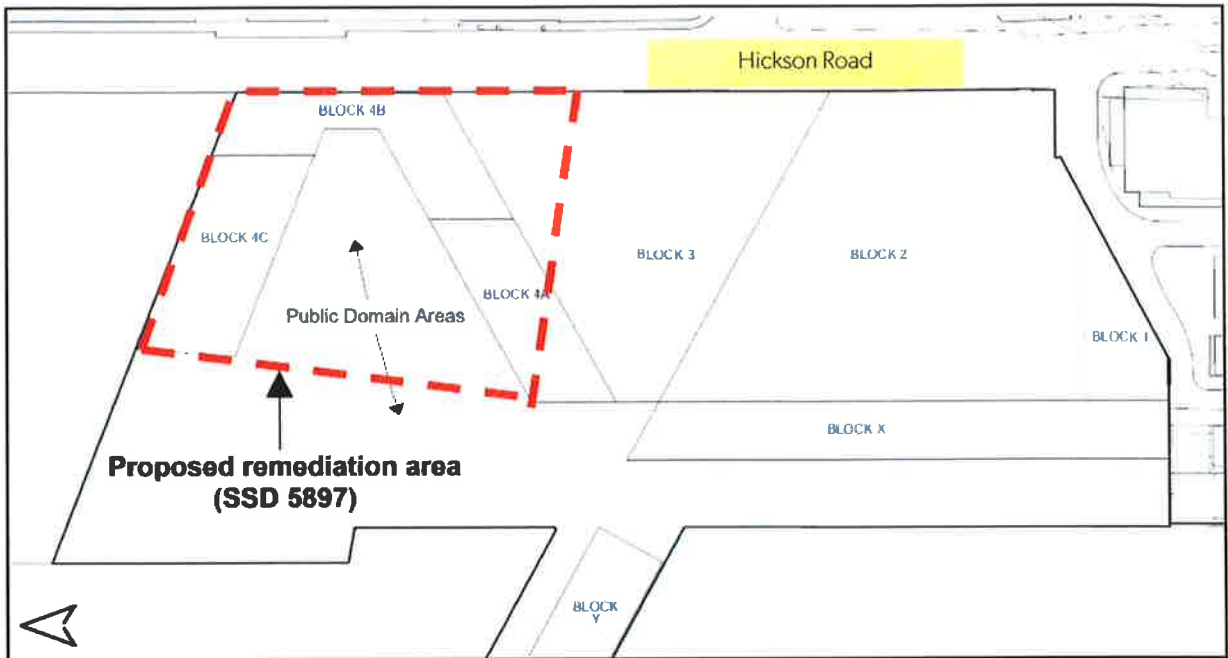 Hickson Road
BLOCK 4B
BLOCK 4C
BLOCK 3
BLOCK 2
BLOCK 4A
Public Domain Areas
BLOCK 1
BLOCK X
Proposed remediation area
(SSD 5897)
BLOCK
Y